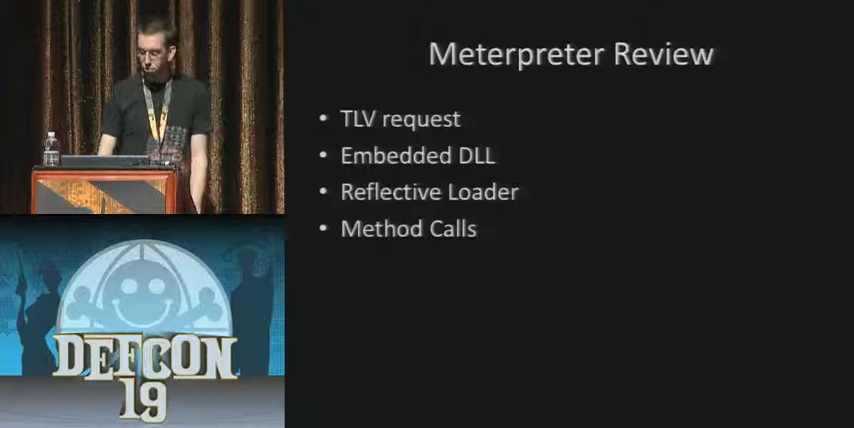 Meterpreter Review
• TLV request
• Embedded DLL
• Reflective Loader
• Method Calls
DEFCON
19